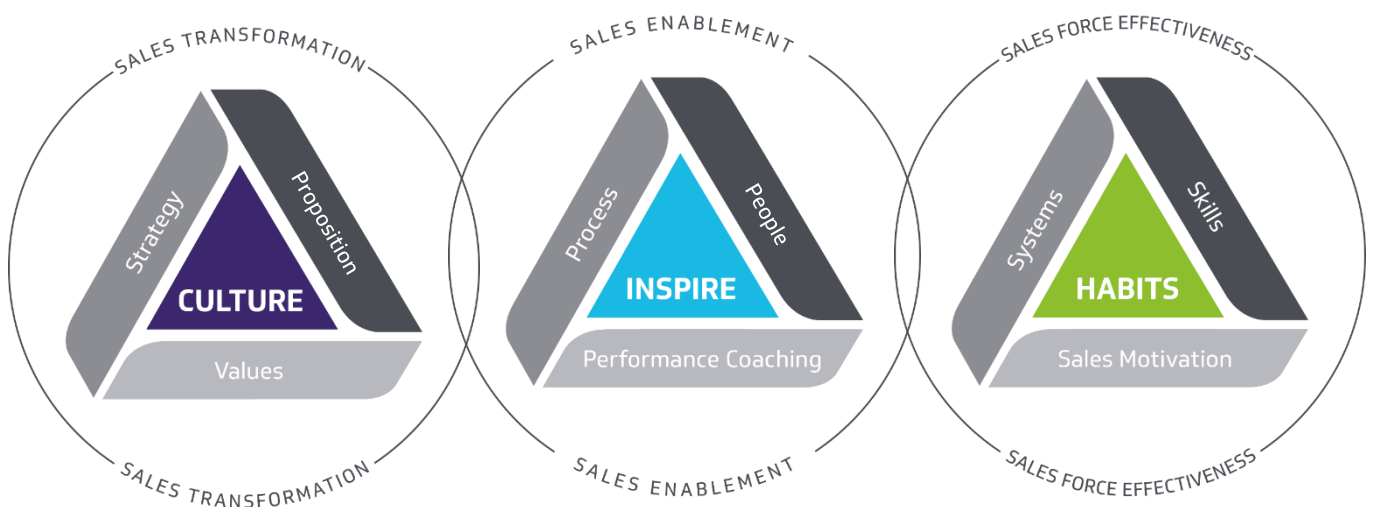 SALES TRANSFORMATION
Strategy
Proposition
CULTURE
Values
SALES TRANSFORMATION
SALES ENABLEMENT
Process
People
INSPIRE
Performance Coaching
SALES ENABLEMENT
SALES FORCE EFFECTIVENESS
Systems
Skills
HABITS
Sales Motivation
SALES FORCE EFFECTIVENESS